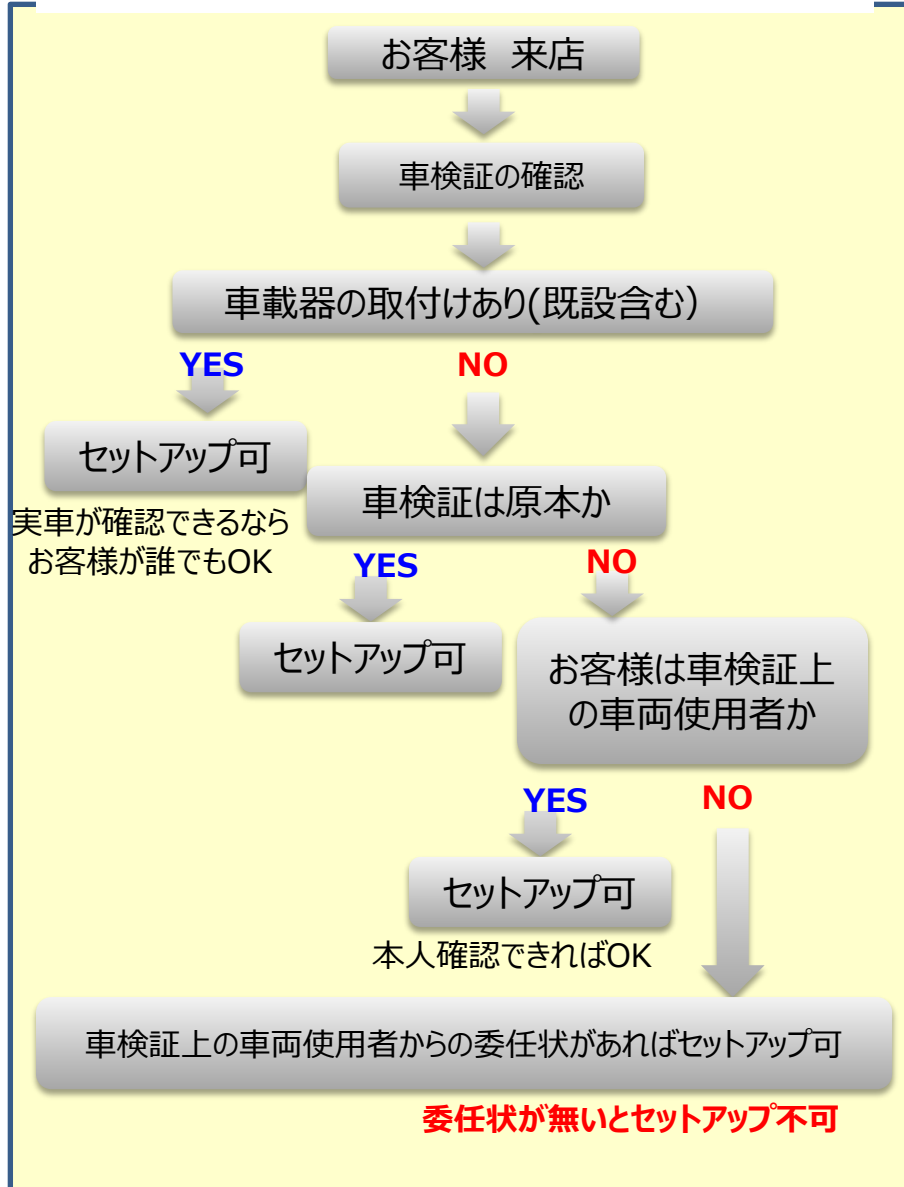 お客様　来店
車検証の確認
車載器の取付けあり(既設含む）
YES
NO
セットアップ可
実車が確認できるなら
お客様が誰でもOK
車検証は原本か
YES
NO
セットアップ可
お客様は車検証上
の車両使用者か
YES
NO
セットアップ可
本人確認できればOK
車検証上の車両使用者からの委任状があればセットアップ可
委任状が無いとセットアップ不可